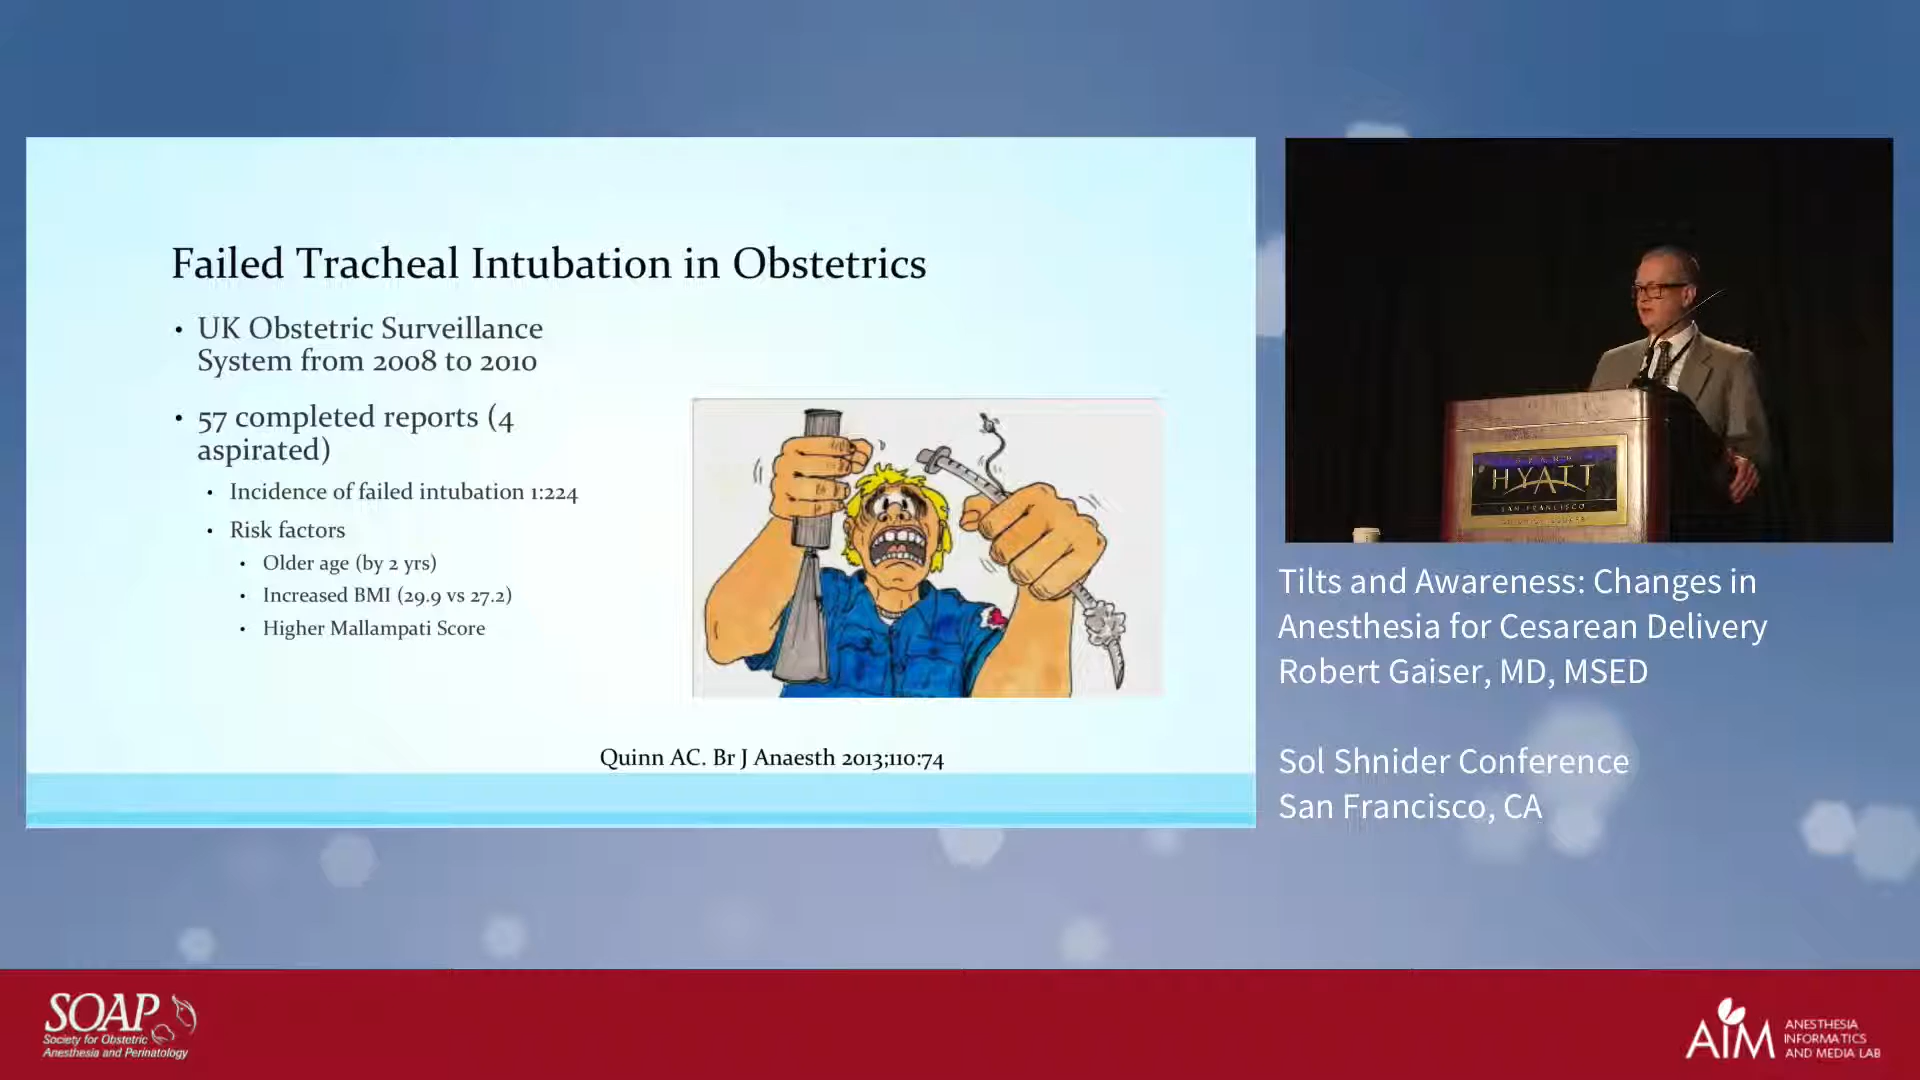 Failed Tracheal Intubation in Obstetrics
• UK Obstetric Surveillance
System from 2008 to 2010
• 57 completed reports (4
aspirated)
• Incidence of failed intubation 1:224
• Risk factors
• Older age (by 2 yrs)
• Increased BMI (29.9 vs 27.2)
• Higher Mallampati Score
Quinn AC. Br J Anaesth 2013;110:74
GRAND
HYATT
SAN FRANCISCO
Tilts and Awareness: Changes in
Anesthesia for Cesarean Delivery
Robert Gaiser, MD, MSED
Sol Shnider Conference
San Francisco, CA
SOAP
Society for Obstetric
Anesthesia and Perinatology
AIM
ANESTHESIA
INFORMATICS
AND MEDIA LAB